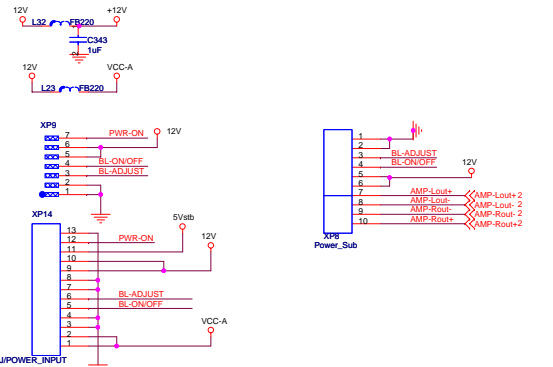 12V
+12V
L32
FB220
C343
1uF
2
12V
VCC-A
L23
FB220
XP9
7 PWR-ON
12V
6
5
4 BL-ON/OFF
3 BL-ADJUST
2
1
XP14
5Vstb
13
12 PWR-ON
12V
11
10
9
8
7
6 BL-ADJUST
5 BL-ON/OFF
4
3
VCC-A
2
1
J/POWER_INPUT
1
2
3 BL-ADJUST
4 BL-ON/OFF
12V
5
6
7 AMP-Lout+ AMP-Lout+ 2
8 AMP-Lout- AMP-Lout- 2
9 AMP-Rout- AMP-Rout- 2
10 AMP-Rout+ AMP-Rout+ 2
XP8
Power_Sub